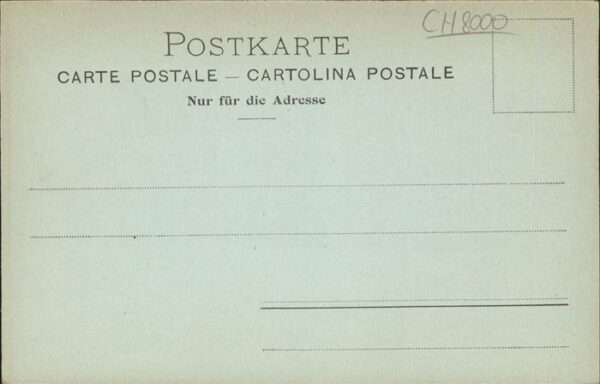 CH8000
POSTKARTE
CARTE POSTALE — CARTOLINA POSTALE
Nur für die Adresse